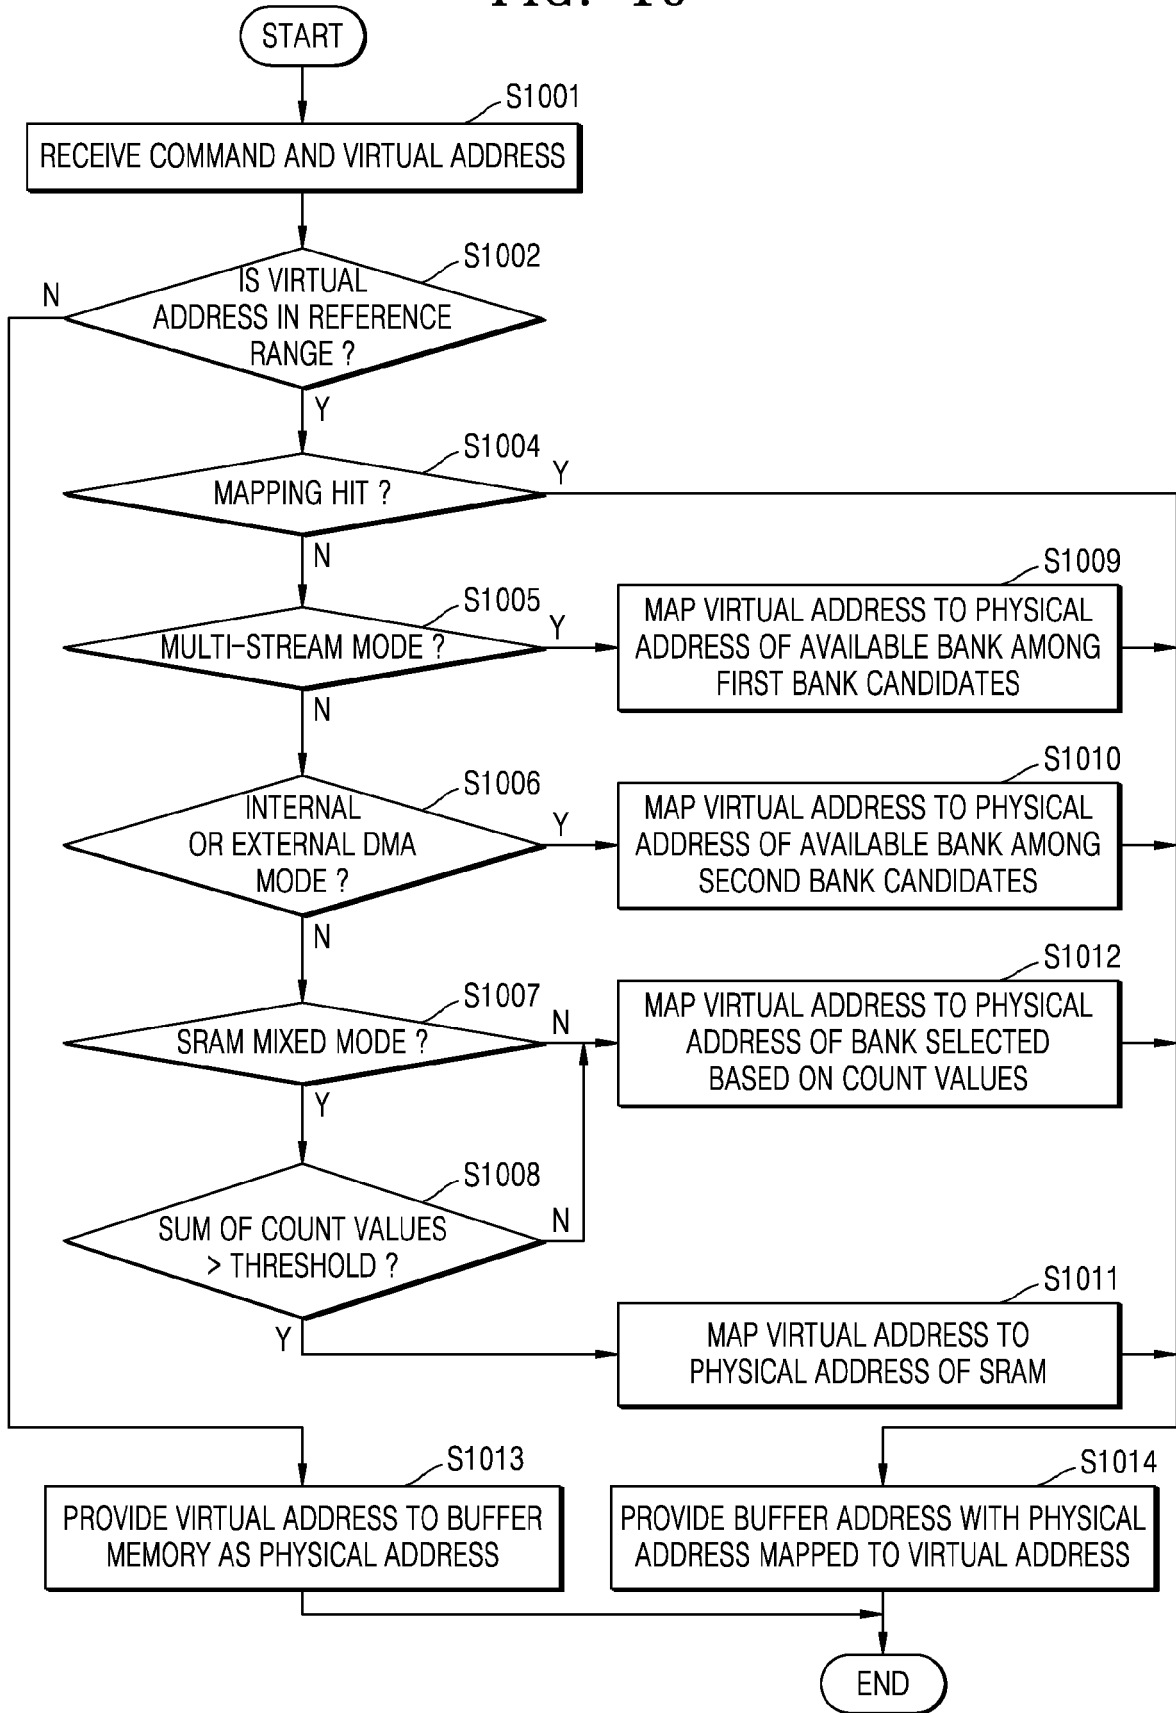 FIG. 10
START
S1001
RECEIVE COMMAND AND VIRTUAL ADDRESS
S1002
IS VIRTUAL
ADDRESS IN REFERENCE
RANGE ?
N
Y
S1004
MAPPING HIT ?
Y
N
S1005
MULTI-STREAM MODE ?
Y
N
S1009
MAP VIRTUAL ADDRESS TO PHYSICAL
ADDRESS OF AVAILABLE BANK AMONG
FIRST BANK CANDIDATES
S1006
INTERNAL
OR EXTERNAL DMA
MODE ?
Y
N
S1010
MAP VIRTUAL ADDRESS TO PHYSICAL
ADDRESS OF AVAILABLE BANK AMONG
SECOND BANK CANDIDATES
S1007
SRAM MIXED MODE ?
N
Y
S1012
MAP VIRTUAL ADDRESS TO PHYSICAL
ADDRESS OF BANK SELECTED
BASED ON COUNT VALUES
S1008
SUM OF COUNT VALUES
> THRESHOLD ?
N
Y
S1011
MAP VIRTUAL ADDRESS TO
PHYSICAL ADDRESS OF SRAM
S1013
PROVIDE VIRTUAL ADDRESS TO BUFFER
MEMORY AS PHYSICAL ADDRESS
S1014
PROVIDE BUFFER ADDRESS WITH PHYSICAL
ADDRESS MAPPED TO VIRTUAL ADDRESS
END